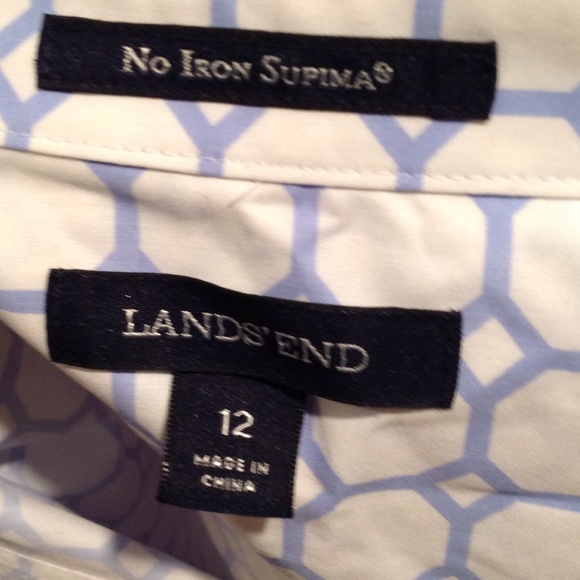 No Iron Supima®
LANDS' END
12
MADE IN
CHINA